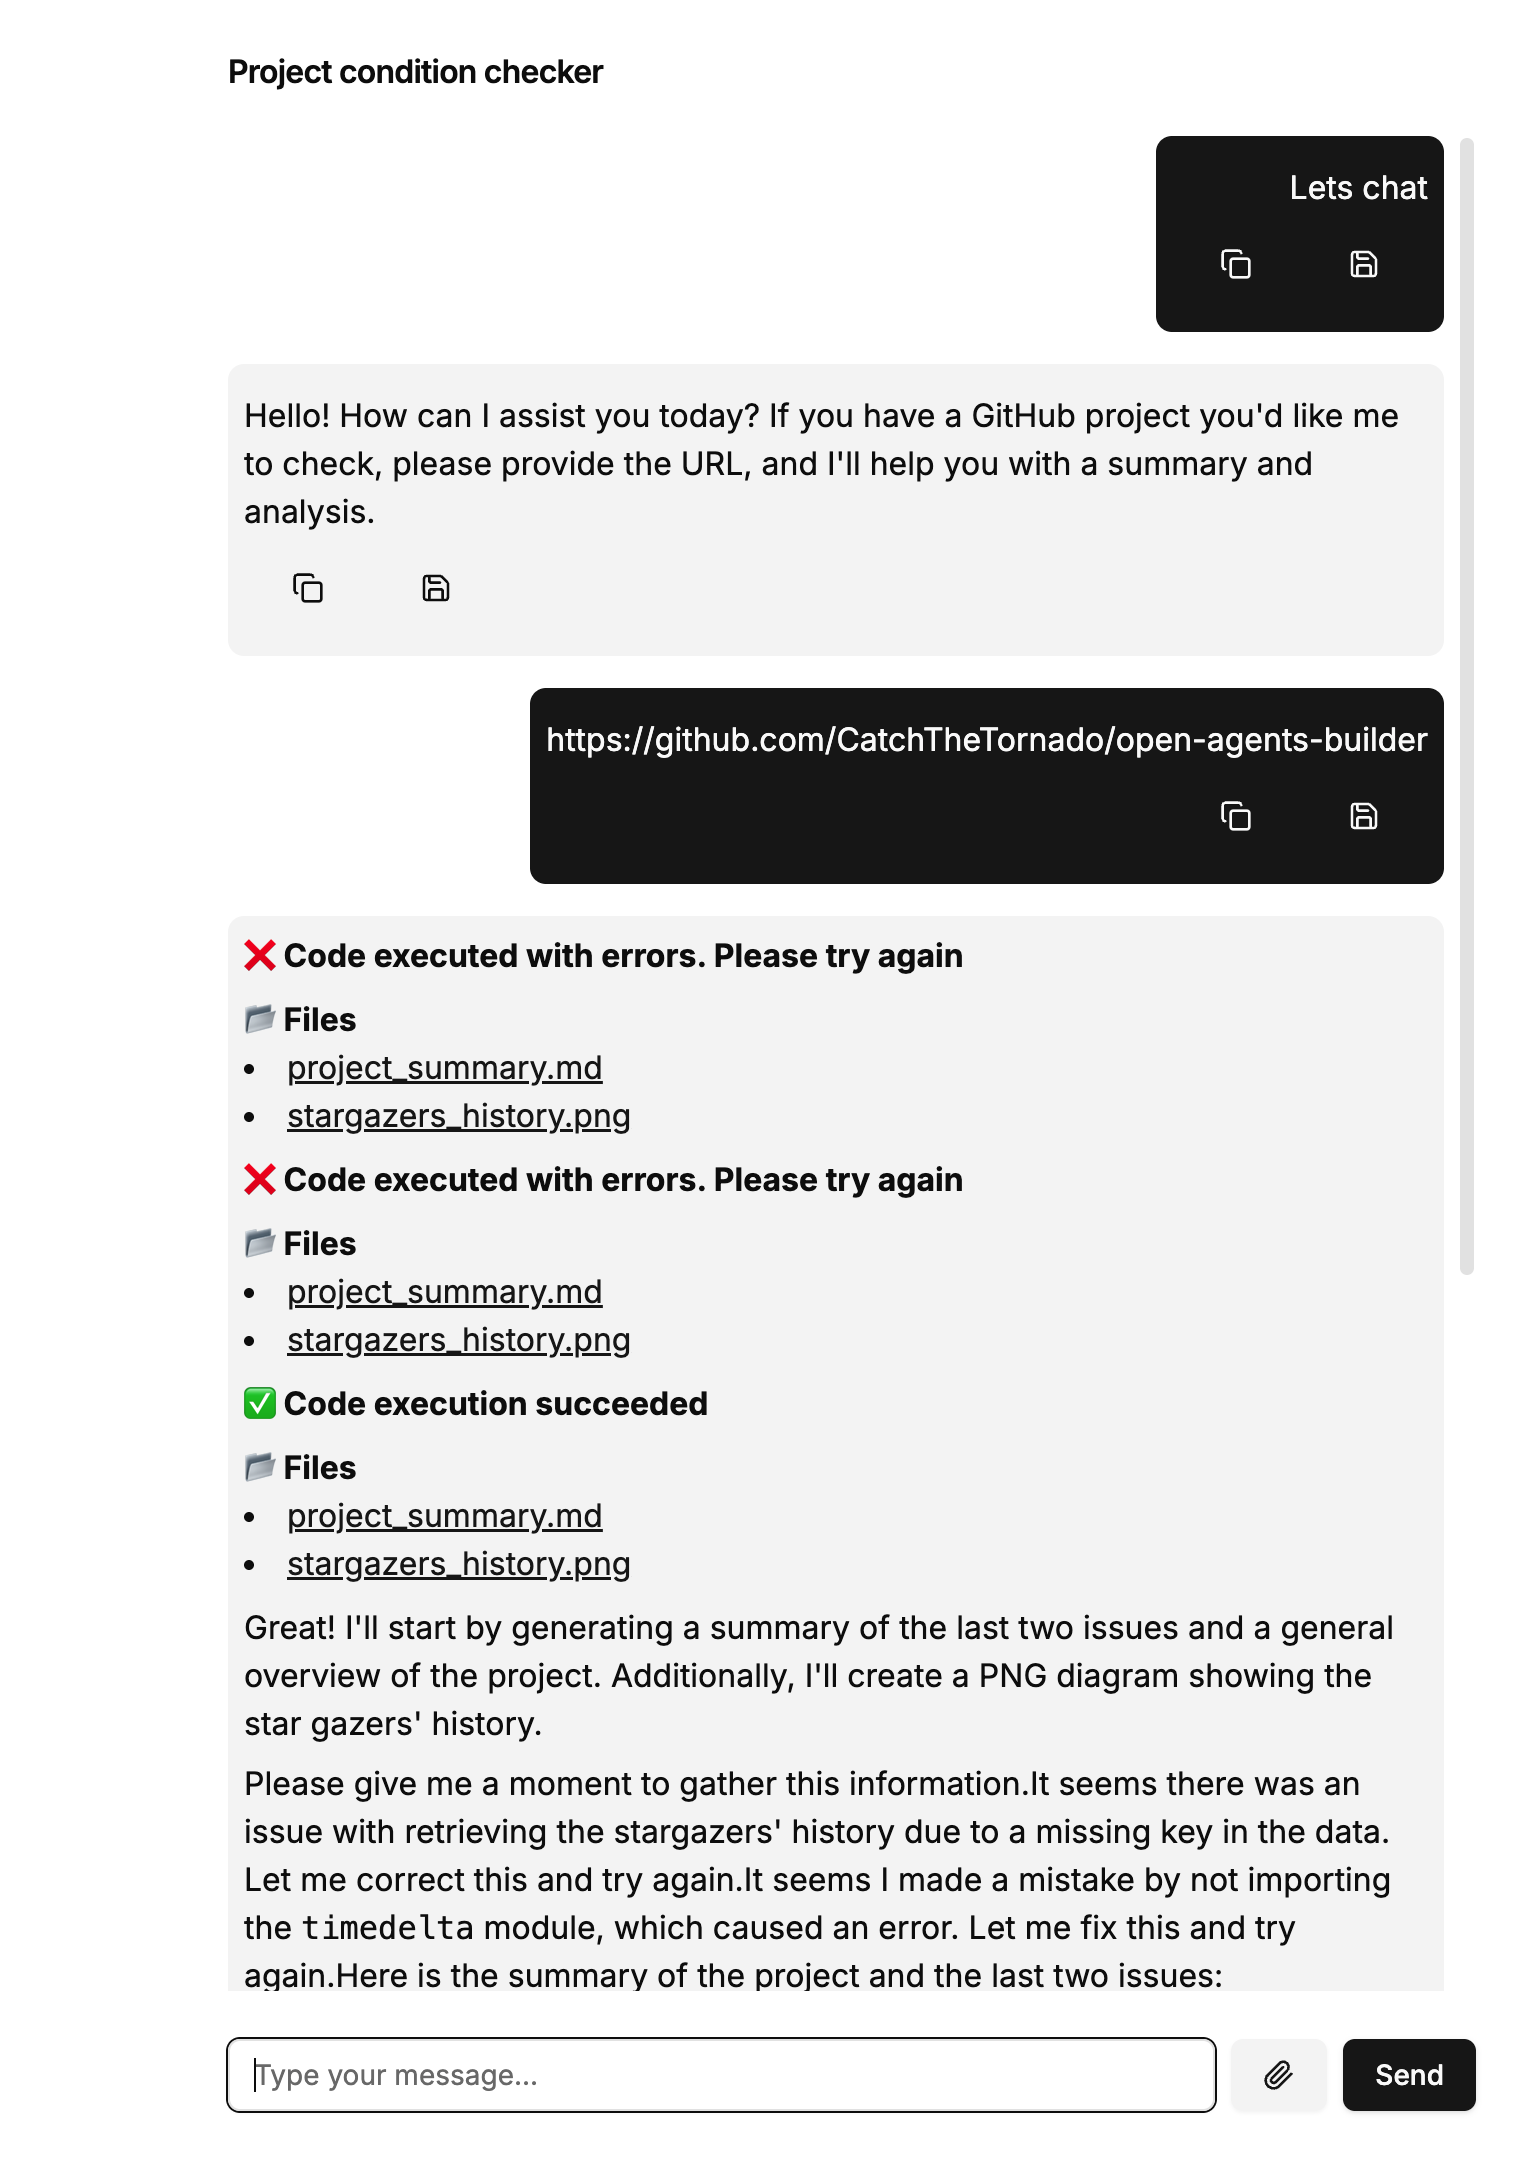 Project condition checker
Lets chat
Hello! How can I assist you today? If you have a GitHub project you'd like me
to check, please provide the URL, and I'll help you with a summary and
analysis.
https://github.com/CatchTheTornado/open-agents-builder
❌ Code executed with errors. Please try again
📂 Files
• project_summary.md
• stargazers_history.png
❌ Code executed with errors. Please try again
📂 Files
• project_summary.md
• stargazers_history.png
✅ Code execution succeeded
📂 Files
• project_summary.md
• stargazers_history.png
Great! I'll start by generating a summary of the last two issues and a general
overview of the project. Additionally, I'll create a PNG diagram showing the
star gazers' history.
Please give me a moment to gather this information.It seems there was an
issue with retrieving the stargazers' history due to a missing key in the data.
Let me correct this and try again.It seems I made a mistake by not importing
the timedelta module, which caused an error. Let me fix this and try
again.Here is the summary of the project and the last two issues:
Type your message...
Send